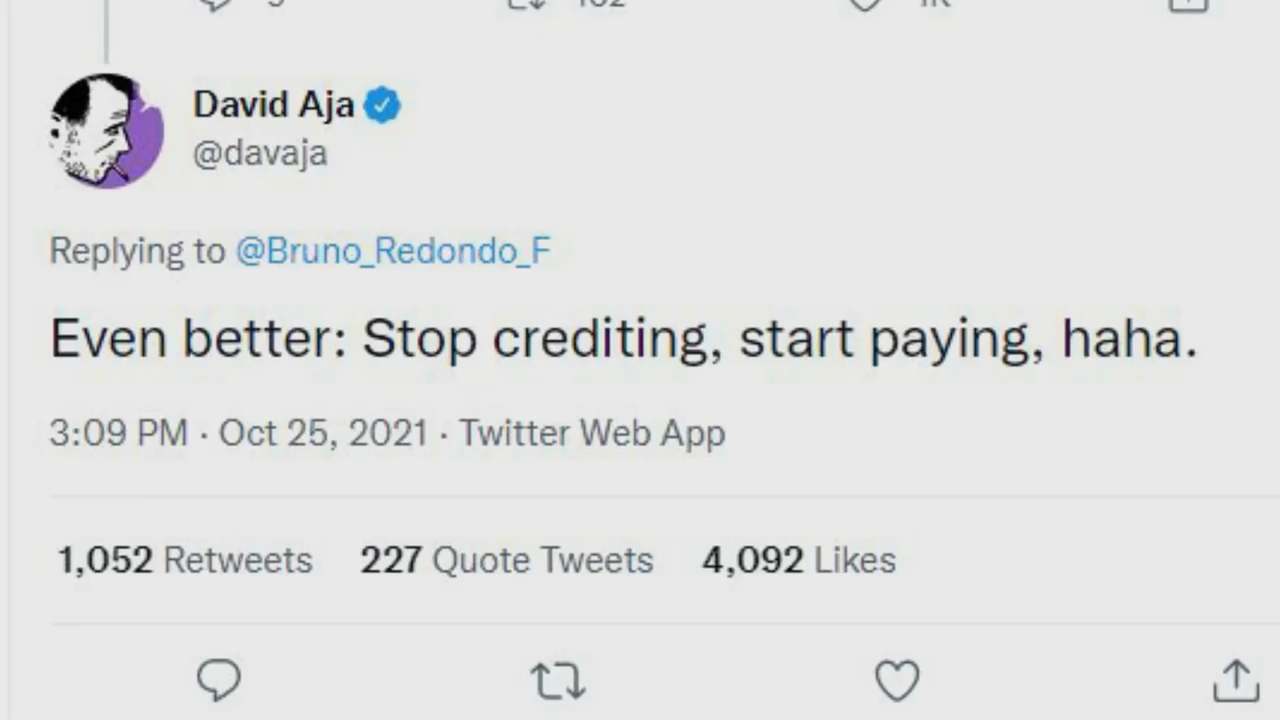 David Aja
@davaja
Replying to @Bruno_Redondo_F
Even better: Stop crediting, start paying, haha.
3:09 PM · Oct 25, 2021 · Twitter Web App
1,052 Retweets 227 Quote Tweets 4,092 Likes